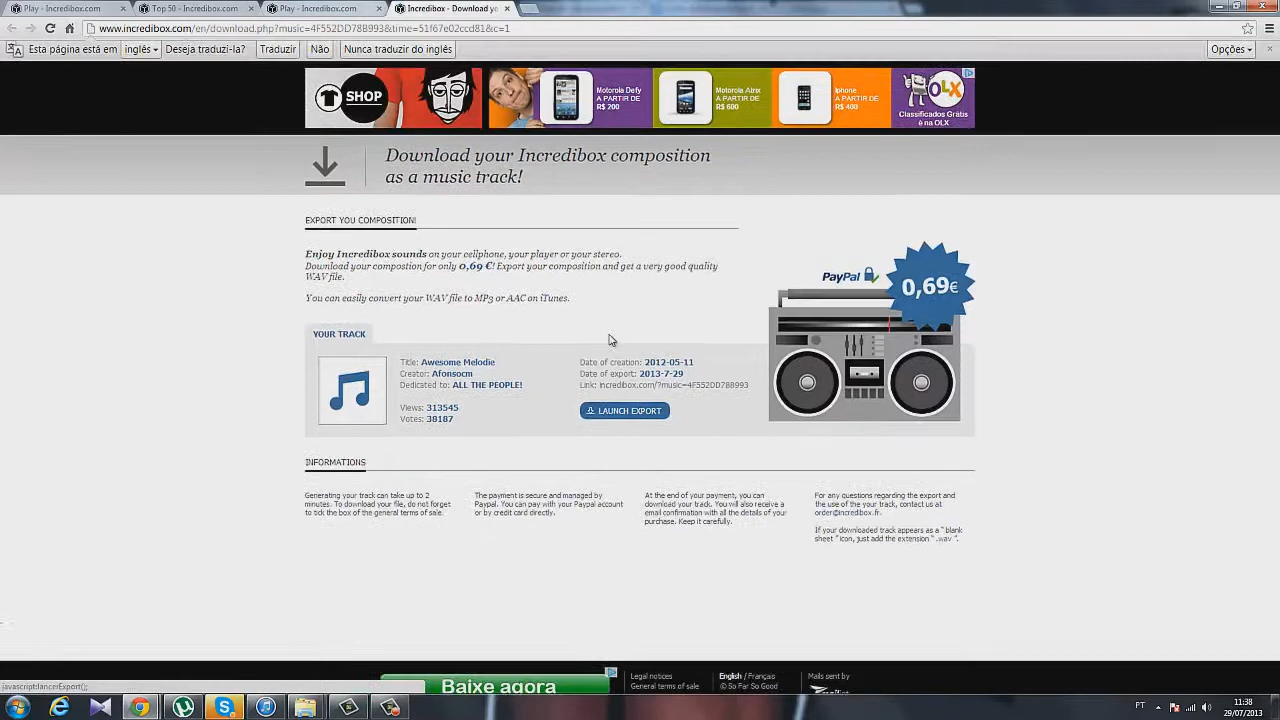 Play - Incredibox.com
Top 50 - Incredibox.com
Play - Incredibox.com
Incredibox - Download yo
www.incredibox.com/en/download.php?music=4F552DD78B993&time=51f67e02ccd81&c=1
Esta página está em inglês Deseja traduzi-la? Traduzir Não Nunca traduzir do inglês Opções
SHOP
Motorola Defy
A PARTIR DE
R$ 200
Motorola Atrix
A PARTIR DE
R$ 600
Iphone
A PARTIR DE
R$ 400
OLX
Classificados Grátis
é na OLX
Download your Incredibox composition
as a music track!
EXPORT YOU COMPOSITION!
Enjoy Incredibox sounds on your cellphone, your player or your stereo.
Download your compostion for only 0,69 €! Export your composition and get a very good quality
WAV file.
You can easily convert your WAV file to MP3 or AAC on iTunes.
PayPal
0,69€
YOUR TRACK
Title: Awesome Melodie
Creator: Afonsocm
Dedicated to: ALL THE PEOPLE!
Views: 313545
Votes: 38187
Date of creation: 2012-05-11
Date of export: 2013-7-29
Link: incredibox.com/?music=4F552DD788993
LAUNCH EXPORT
INFORMATIONS
Generating your track can take up to 2
minutes. To download your file, do not forget
to tick the box of the general terms of sale.
The payment is secure and managed by
Paypal. You can pay with your Paypal account
or by credit card directly.
At the end of your payment, you can
download your track. You will also receive a
email confirmation with all the details of your
purchase. Keep it carefully.
For any questions regarding the export and
the use of the your track, contact us at
order@incredibox.fr.
If your downloaded track appears as a " blank
sheet " icon, just add the extension " .wav ".
Baixe agora
Legal notices
General terms of sale
English / Français
© So Far So Good
Mails sent by
javascript:lancerExport();
PT
11:38
29/07/2013